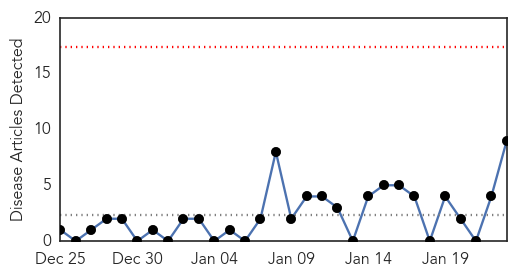 Disease Articles Detected
20
15
10
5
0
Dec 25
Dec 30
Jan 04
Jan 09
Jan 14
Jan 19